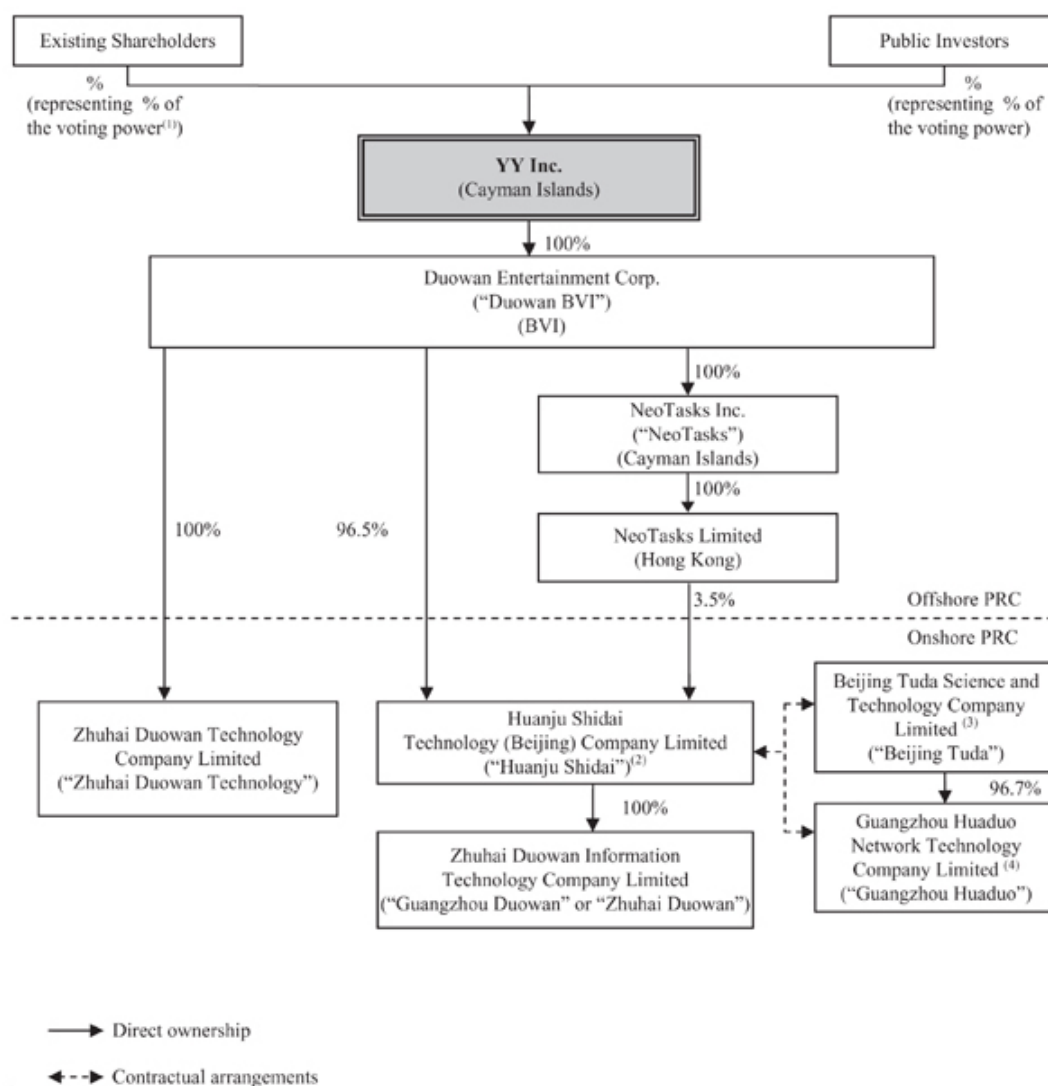 Existing Shareholders
Public Investors
%
(representing % of
the voting power(1))
%
(representing % of
the voting power)
YY Inc.
(Cayman Islands)
100%
Duowan Entertainment Corp.
(“Duowan BVI”)
(BVI)
100%
NeoTasks Inc.
(“NeoTasks”)
(Cayman Islands)
100%
100%
96.5%
NeoTasks Limited
(Hong Kong)
3.5%
Offshore PRC
Onshore PRC
Zhuhai Duowan Technology
Company Limited
(“Zhuhai Duowan Technology”)
Huanju Shidai
Technology (Beijing) Company Limited
(“Huanju Shidai”)(2)
Beijing Tuda Science and
Technology Company
Limited (3)
(“Beijing Tuda”)
100%
96.7%
Zhuhai Duowan Information
Technology Company Limited
(“Guangzhou Duowan” or “Zhuhai Duowan”)
Guangzhou Huaduo
Network Technology
Company Limited (4)
(“Guangzhou Huaduo”)
Direct ownership
Contractual arrangements